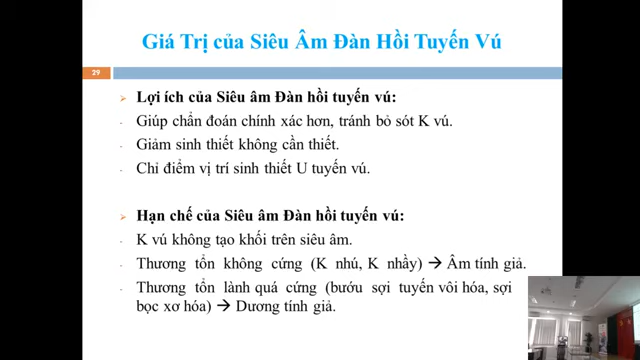 Giá Trị của Siêu Âm Đàn Hồi Tuyến Vú
29
Lợi ích của Siêu âm Đàn hồi tuyến vú:
- Giúp chẩn đoán chính xác hơn, tránh bỏ sót K vú.
- Giảm sinh thiết không cần thiết.
- Chỉ điểm vị trí sinh thiết U tuyến vú.
Hạn chế của Siêu âm Đàn hồi tuyến vú:
- K vú không tạo khối trên siêu âm.
- Thương tổn không cứng (K nhú, K nhầy) → Âm tính giả.
- Thương tổn lành quá cứng (bướu sợi tuyến vôi hóa, sợi
bọc xơ hóa) → Dương tính giả.